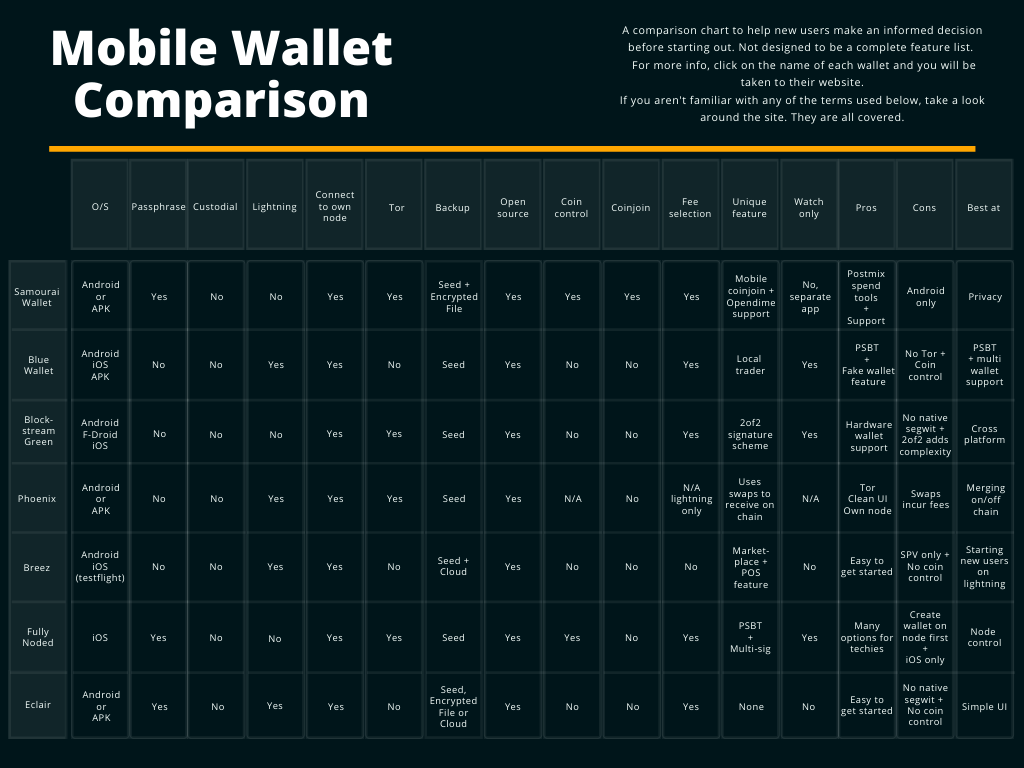 Mobile Wallet
Comparison
A comparison chart to help new users make an informed decision
before starting out. Not designed to be a complete feature list.
For more info, click on the name of each wallet and you will be
taken to their website.
If you aren't familiar with any of the terms used below, take a look
around the site. They are all covered.
O/S
Passphrase
Custodial
Lightning
Connect
to own
node
Tor
Backup
Open
source
Coin
control
Coinjoin
Fee
selection
Unique
feature
Watch
only
Pros
Cons
Best at
Samourai
Wallet
Android
or
APK
Yes
No
No
Yes
Yes
Seed +
Encrypted
File
Yes
Yes
Yes
Yes
Mobile
coinjoin +
Opendime
support
No,
separate
app
Postmix
spend
tools
+
Support
Android
only
Privacy
Blue
Wallet
Android
iOS
APK
No
No
Yes
Yes
No
Seed
Yes
No
No
Yes
Local
trader
Yes
PSBT
+
Fake wallet
feature
No Tor +
Coin
control
PSBT
+ multi
wallet
support
Block-
stream
Green
Android
F-Droid
iOS
No
No
No
Yes
Yes
Seed
Yes
No
No
Yes
2of2
signature
scheme
Yes
Hardware
wallet
support
No native
segwit +
2of2 adds
complexity
Cross
platform
Phoenix
Android
or
APK
No
No
Yes
Yes
Yes
Seed
Yes
N/A
No
N/A
lightning
only
Uses
swaps to
receive on
chain
N/A
Tor
Clean UI
Own node
Swaps
incur fees
Merging
on/off
chain
Breez
Android
iOS
(testflight)
No
No
Yes
Yes
No
Seed +
Cloud
Yes
No
No
No
Market-
place +
POS
feature
No
Easy to
get started
SPV only +
No coin
control
Starting
new users
on
lightning
Fully
Noded
iOS
Yes
No
No
Yes
Yes
Seed
Yes
Yes
No
Yes
PSBT
+
Multi-sig
Yes
Many
options for
techies
Create
wallet on
node first
+
iOS only
Node
control
Eclair
Android
or
APK
Yes
No
Yes
Yes
No
Seed,
Encrypted
File or
Cloud
Yes
No
No
Yes
None
No
Easy to
get started
No native
segwit +
No coin
control
Simple UI